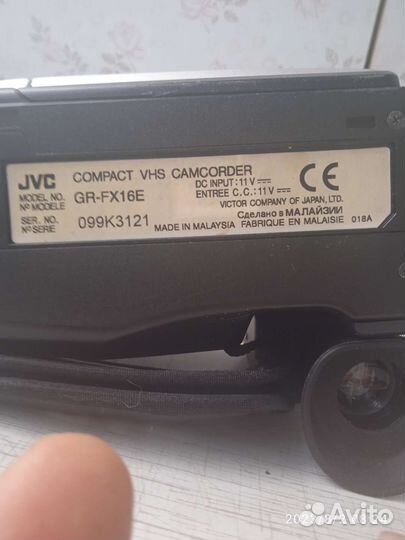 JVC COMPACT VHS CAMCORDER
MODEL NO. GR-FX16E
Nº MODELE
SER. NO. 099K3121
Nº SERIE
DC INPUT: 11V ⎓
ENTREE C.C.: 11V ⎓
CE
VICTOR COMPANY OF JAPAN, LTD.
Сделано в МАЛАЙЗИИ
MADE IN MALAYSIA FABRIQUE EN MALAISIE 018A
Avito